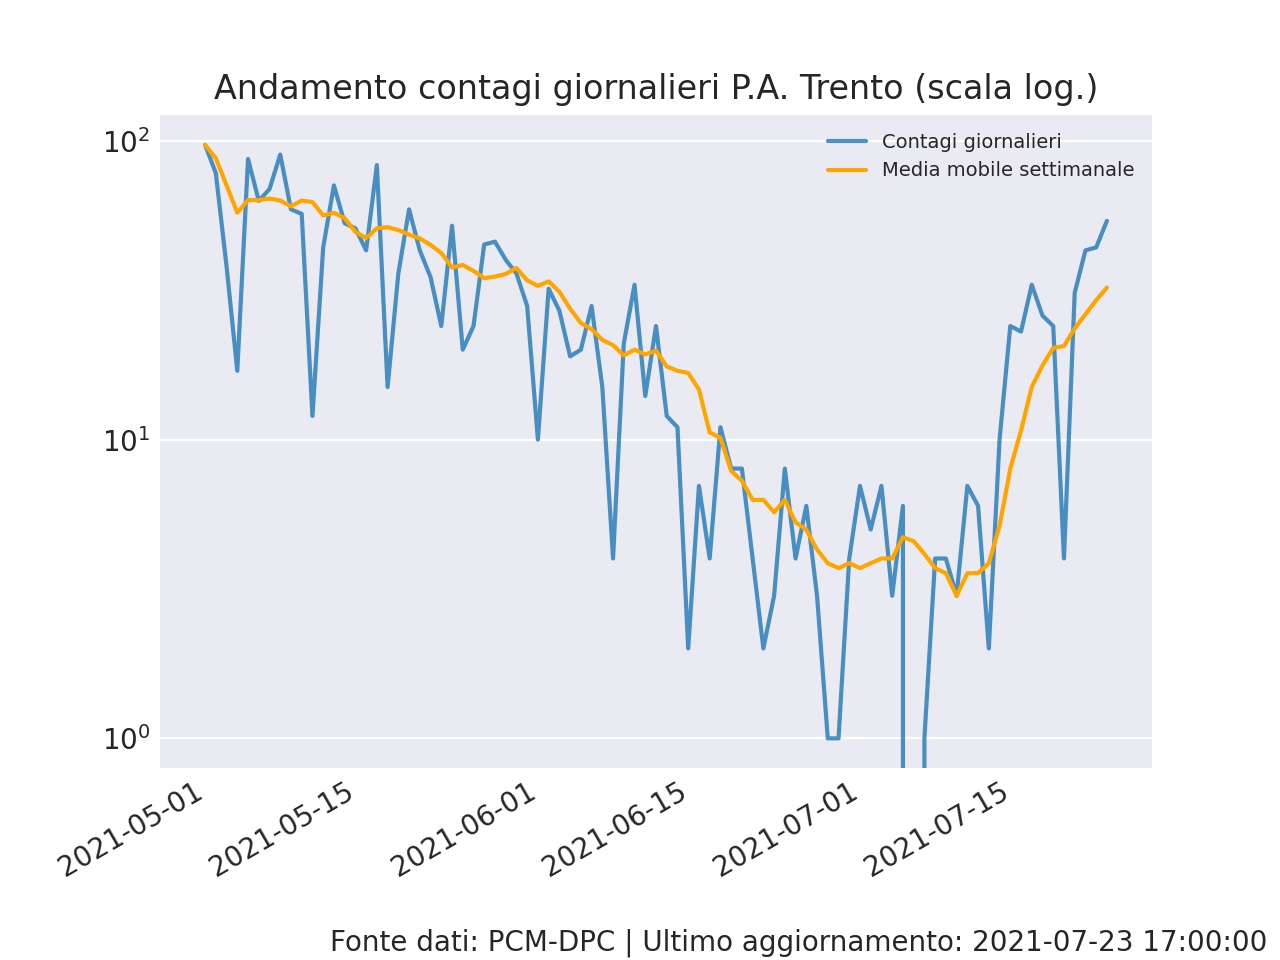 Andamento contagi giornalieri P.A. Trento (scala log.)
Contagi giornalieri
Media mobile settimanale
10²
10¹
10⁰
2021-05-01
2021-05-15
2021-06-01
2021-06-15
2021-07-01
2021-07-15
Fonte dati: PCM-DPC | Ultimo aggiornamento: 2021-07-23 17:00:00